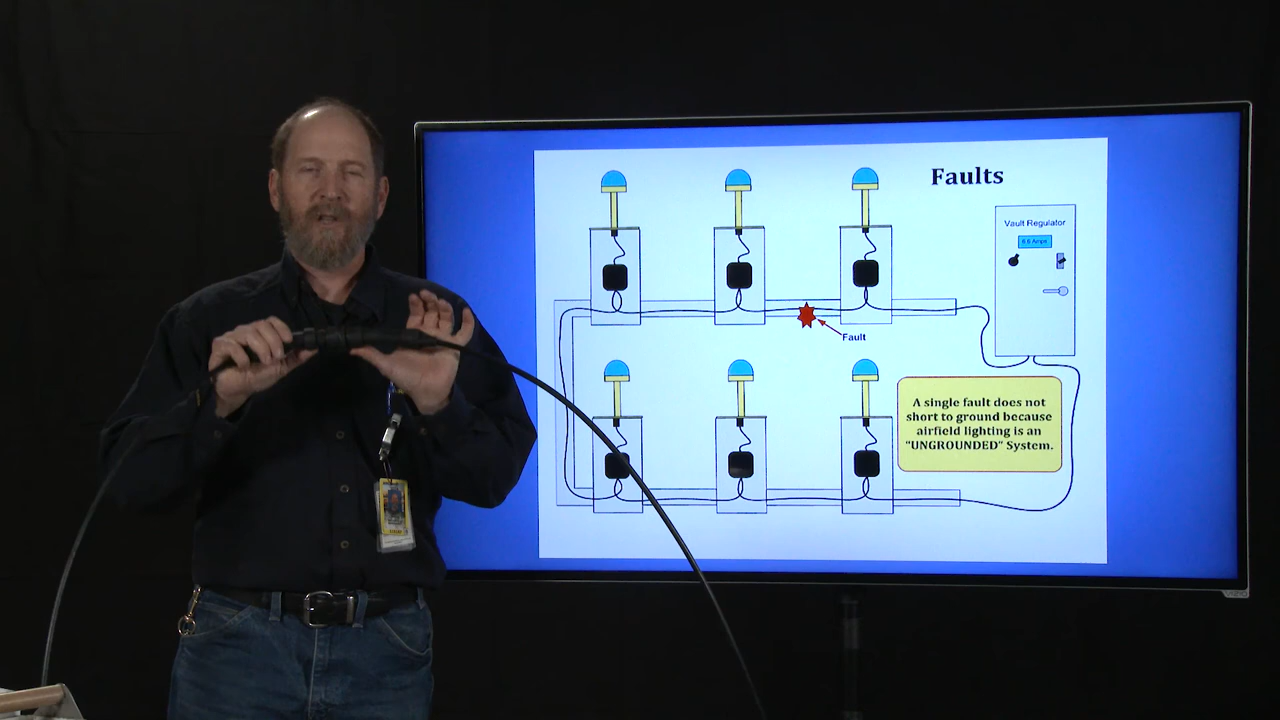 Faults
Vault Regulator
6.6 Amps
Fault
A single fault does not
short to ground because
airfield lighting is an
"UNGROUNDED" System.
VIZIO